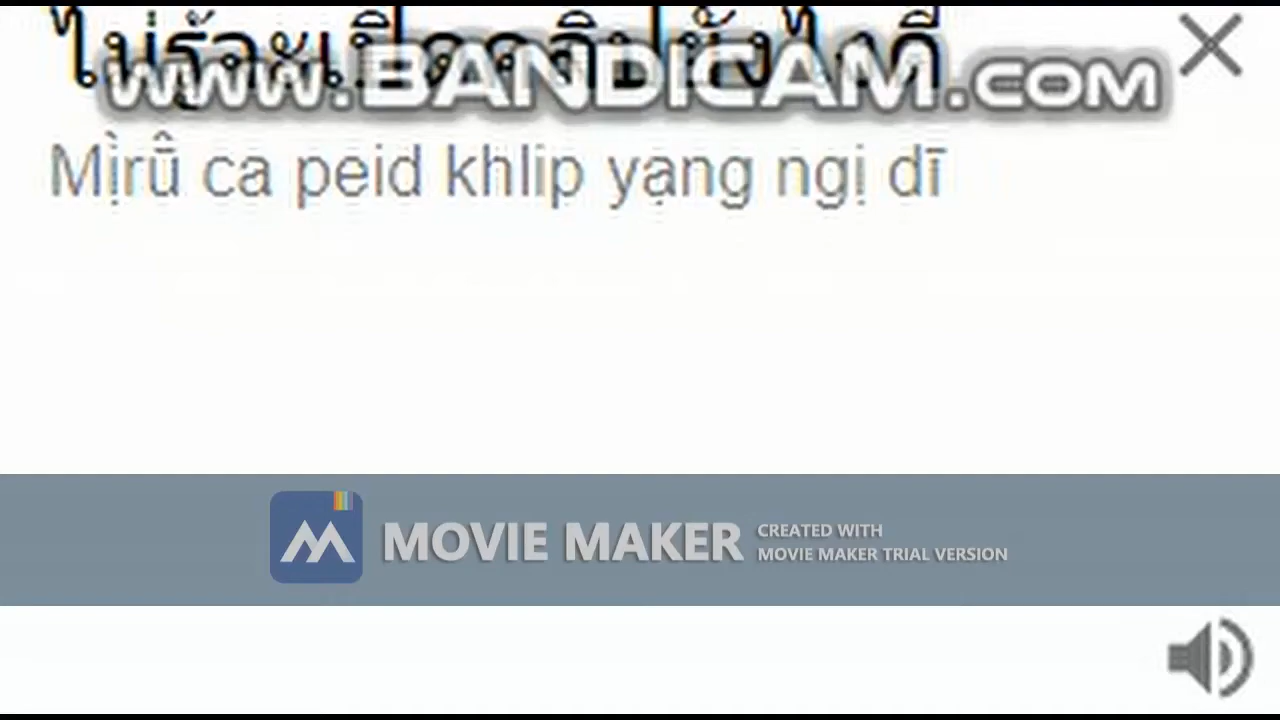 ไม่รู้จะเปิดคลิปยังไงดี
www.BANDICAM.COM
Mị̀rū̂ ca peid khlip yạng ngị dī
MOVIE MAKER
CREATED WITH
MOVIE MAKER TRIAL VERSION